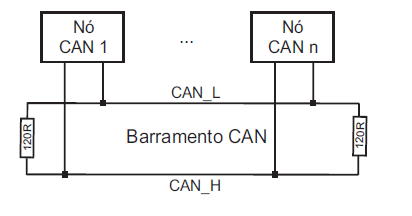 Nó
CAN 1
...
Nó
CAN n
CAN_L
120R
Barramento CAN
120R
CAN_H